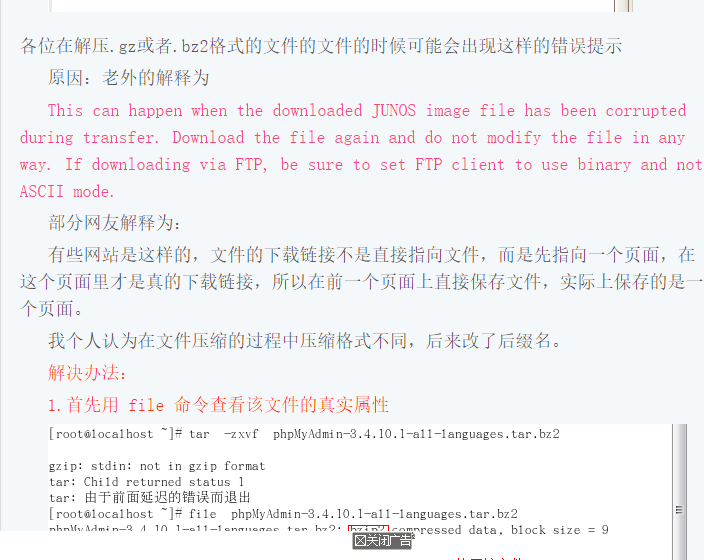 各位在解压.gz或者.bz2格式的文件的文件的时候可能会出现这样的错误提示
原因：老外的解释为
This can happen when the downloaded JUNOS image file has been corrupted
during transfer. Download the file again and do not modify the file in any
way. If downloading via FTP, be sure to set FTP client to use binary and not
ASCII mode.
部分网友解释为：
有些网站是这样的，文件的下载链接不是直接指向文件，而是先指向一个页面，在
这个页面里才是真的下载链接，所以在前一个页面上直接保存文件，实际上保存的是一
个页面。
我个人认为在文件压缩的过程中压缩格式不同，后来改了后缀名。
解决办法：
1.首先用 file 命令查看该文件的真实属性
[root@localhost ~]# tar -zxvf phpMyAdmin-3.4.10.1-all-languages.tar.bz2
gzip: stdin: not in gzip format
tar: Child returned status 1
tar: 由于前面延迟的错误而退出
[root@localhost ~]# file phpMyAdmin-3.4.10.1-all-languages.tar.bz2
phpMyAdmin-3.4.10.1-all-languages.tar.bz2: bzip2 compressed data, block size = 9
关闭广告